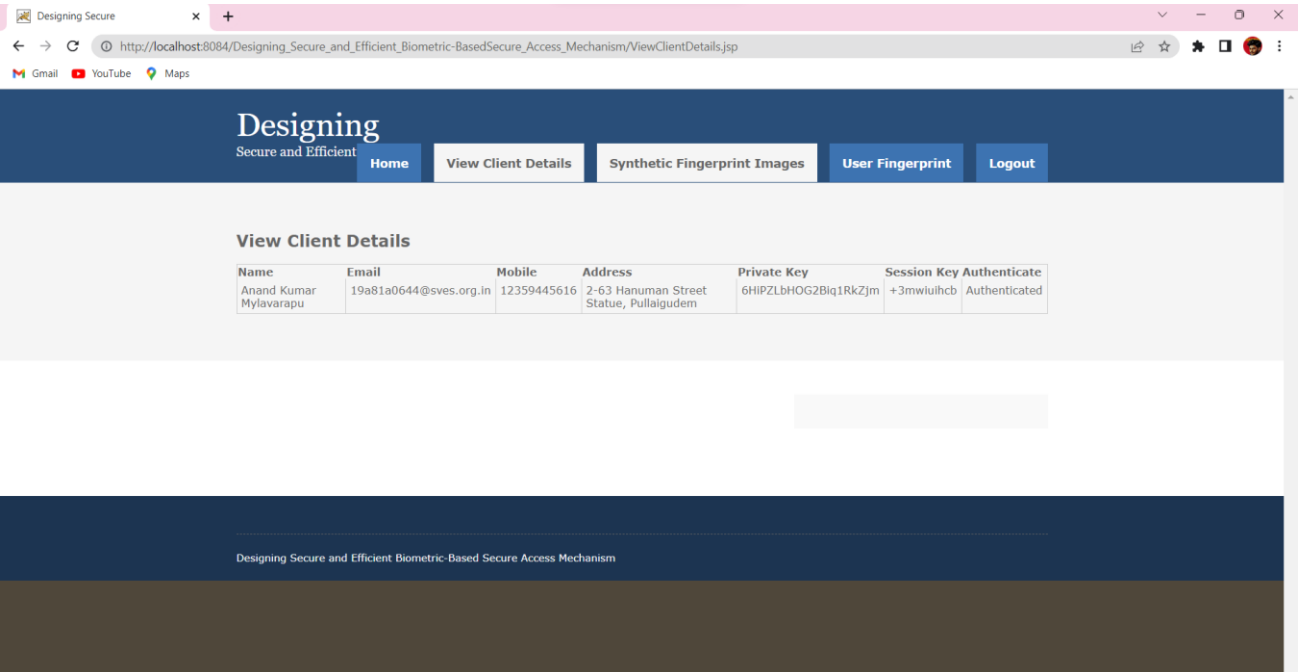 Designing Secure
http://localhost:8084/Designing_Secure_and_Efficient_Biometric-BasedSecure_Access_Mechanism/ViewClientDetails.jsp
Gmail YouTube Maps
Designing
Secure and Efficient
Home View Client Details Synthetic Fingerprint Images User Fingerprint Logout
View Client Details
Name Email Mobile Address Private Key Session Key Authenticate
Anand Kumar 19a81a0644@sves.org.in 12359445616 2-63 Hanuman Street 6HiPZLbHOG2Biq1RkZjm +3mwiuihcb Authenticated
Mylavarapu Statue, Pullaigudem
Designing Secure and Efficient Biometric-Based Secure Access Mechanism